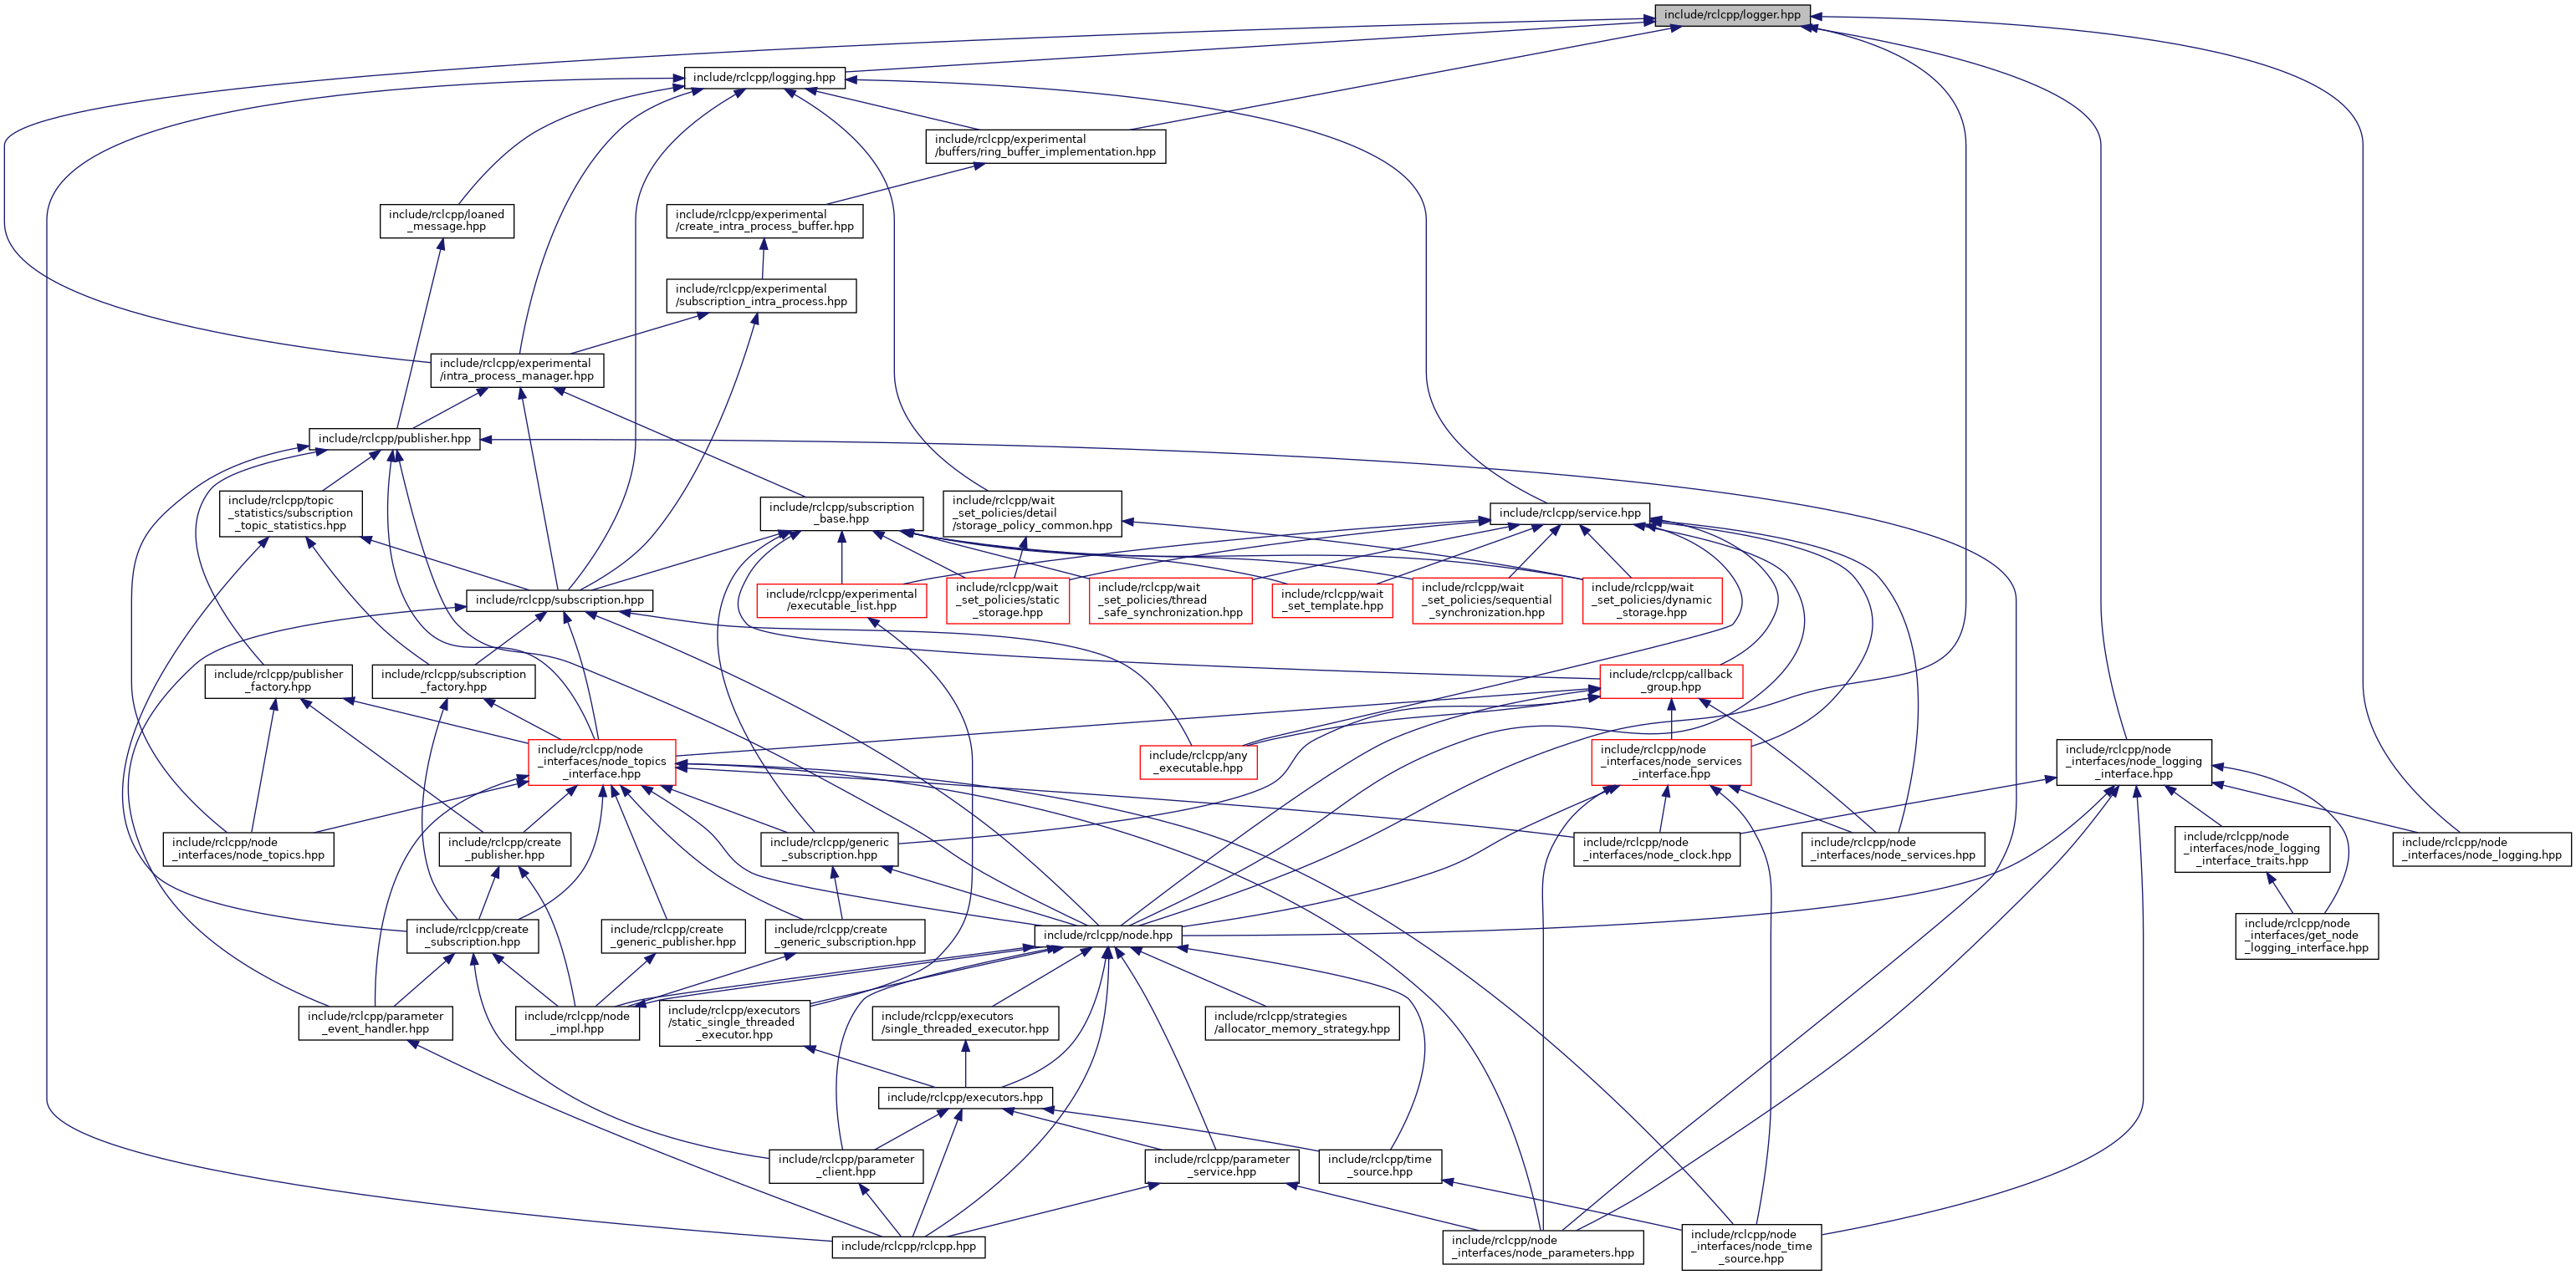 include/rclcpp/logger.hpp
include/rclcpp/logging.hpp
include/rclcpp/experimental
/buffers/ring_buffer_implementation.hpp
include/rclcpp/loaned
_message.hpp
include/rclcpp/experimental
/create_intra_process_buffer.hpp
include/rclcpp/experimental
/subscription_intra_process.hpp
include/rclcpp/experimental
/intra_process_manager.hpp
include/rclcpp/publisher.hpp
include/rclcpp/topic
_statistics/subscription
_topic_statistics.hpp
include/rclcpp/subscription
_base.hpp
include/rclcpp/wait
_set_policies/detail
/storage_policy_common.hpp
include/rclcpp/service.hpp
include/rclcpp/subscription.hpp
include/rclcpp/experimental
/executable_list.hpp
include/rclcpp/wait
_set_policies/static
_storage.hpp
include/rclcpp/wait
_set_policies/thread
_safe_synchronization.hpp
include/rclcpp/wait
_set_template.hpp
include/rclcpp/wait
_set_policies/sequential
_synchronization.hpp
include/rclcpp/wait
_set_policies/dynamic
_storage.hpp
include/rclcpp/publisher
_factory.hpp
include/rclcpp/subscription
_factory.hpp
include/rclcpp/callback
_group.hpp
include/rclcpp/node
_interfaces/node_topics
_interface.hpp
include/rclcpp/any
_executable.hpp
include/rclcpp/node
_interfaces/node_services
_interface.hpp
include/rclcpp/node
_interfaces/node_logging
_interface.hpp
include/rclcpp/node
_interfaces/node_topics.hpp
include/rclcpp/create
_publisher.hpp
include/rclcpp/generic
_subscription.hpp
include/rclcpp/node
_interfaces/node_clock.hpp
include/rclcpp/node
_interfaces/node_services.hpp
include/rclcpp/node
_interfaces/node_logging
_interface_traits.hpp
include/rclcpp/node
_interfaces/node_logging.hpp
include/rclcpp/create
_subscription.hpp
include/rclcpp/create
_generic_publisher.hpp
include/rclcpp/create
_generic_subscription.hpp
include/rclcpp/node.hpp
include/rclcpp/node
_interfaces/get_node
_logging_interface.hpp
include/rclcpp/parameter
_event_handler.hpp
include/rclcpp/node
_impl.hpp
include/rclcpp/executors
/static_single_threaded
_executor.hpp
include/rclcpp/executors
/single_threaded_executor.hpp
include/rclcpp/strategies
/allocator_memory_strategy.hpp
include/rclcpp/executors.hpp
include/rclcpp/parameter
_client.hpp
include/rclcpp/parameter
_service.hpp
include/rclcpp/time
_source.hpp
include/rclcpp/rclcpp.hpp
include/rclcpp/node
_interfaces/node_parameters.hpp
include/rclcpp/node
_interfaces/node_time
_source.hpp